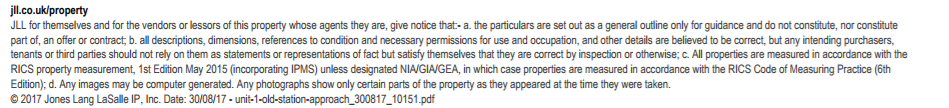 jll.co.uk/property
JLL for themselves and for the vendors or lessors of this property whose agents they are, give notice that:- a. the particulars are set out as a general outline only for guidance and do not constitute, nor constitute
part of, an offer or contract; b. all descriptions, dimensions, references to condition and necessary permissions for use and occupation, and other details are believed to be correct, but any intending purchasers,
tenants or third parties should not rely on them as statements or representations of fact but satisfy themselves that they are correct by inspection or otherwise; c. All properties are measured in accordance with the
RICS property measurement, 1st Edition May 2015 (incorporating IPMS) unless designated NIA/GIA/GEA, in which case properties are measured in accordance with the RICS Code of Measuring Practice (6th
Edition); d. Any images may be computer generated. Any photographs show only certain parts of the property as they appeared at the time they were taken.
© 2017 Jones Lang LaSalle IP, Inc. Date: 30/08/17 - unit-1-old-station-approach_300817_10151.pdf